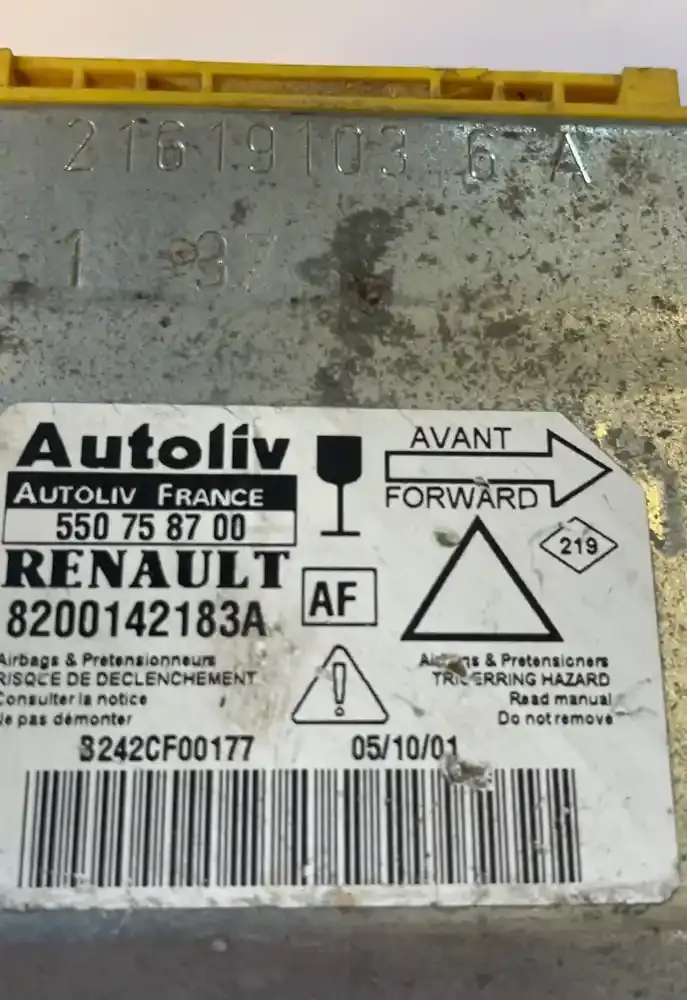 21619103 6 A
1 97
Autoliv
AUTOLIV FRANCE
550 75 87 00
RENAULT
8200142183A
AF
AVANT
FORWARD
219
Airbags & Pretensionneurs
RISQUE DE DECLENCHEMENT
Consulter la notice
Ne pas démonter
Airbags & Pretensioners
TRIGERRING HAZARD
Read manual
Do not remove
B242CF00177
05/10/01